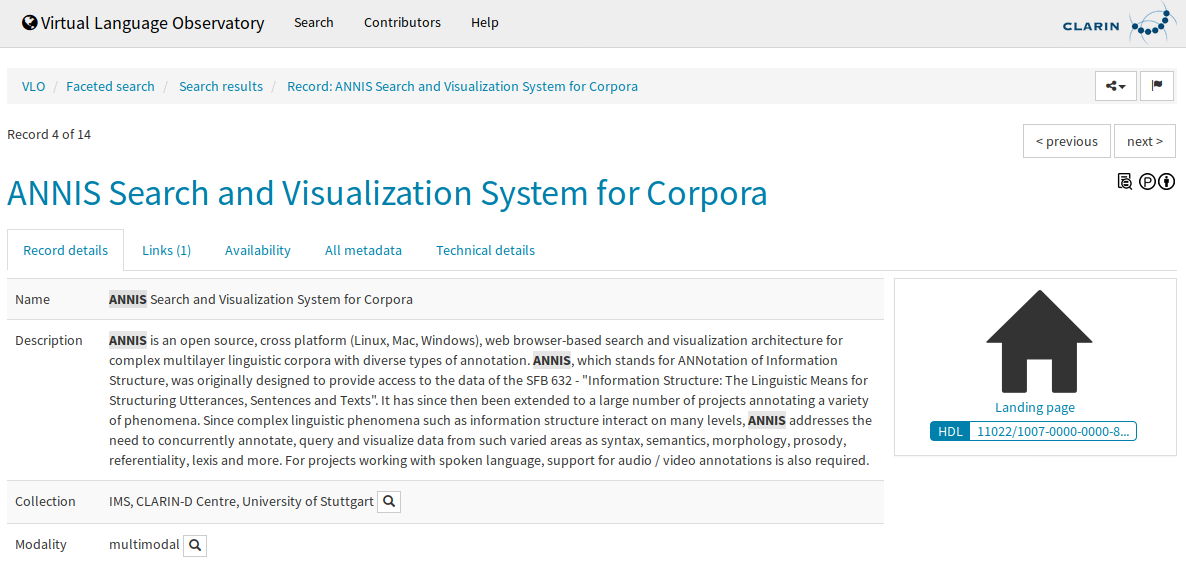 Virtual Language Observatory Search Contributors Help CLARIN
VLO / Faceted search / Search results / Record: ANNIS Search and Visualization System for Corpora
Record 4 of 14
< previous next >
ANNIS Search and Visualization System for Corpora
Record details Links (1) Availability All metadata Technical details
Name ANNIS Search and Visualization System for Corpora
Description ANNIS is an open source, cross platform (Linux, Mac, Windows), web browser-based search and visualization architecture for
complex multilayer linguistic corpora with diverse types of annotation. ANNIS, which stands for ANNotation of Information
Structure, was originally designed to provide access to the data of the SFB 632 - "Information Structure: The Linguistic Means for
Structuring Utterances, Sentences and Texts". It has since then been extended to a large number of projects annotating a variety
of phenomena. Since complex linguistic phenomena such as information structure interact on many levels, ANNIS addresses the
need to concurrently annotate, query and visualize data from such varied areas as syntax, semantics, morphology, prosody,
referentiality, lexis and more. For projects working with spoken language, support for audio / video annotations is also required.
Collection IMS, CLARIN-D Centre, University of Stuttgart
Modality multimodal
Landing page
HDL 11022/1007-0000-0000-8...